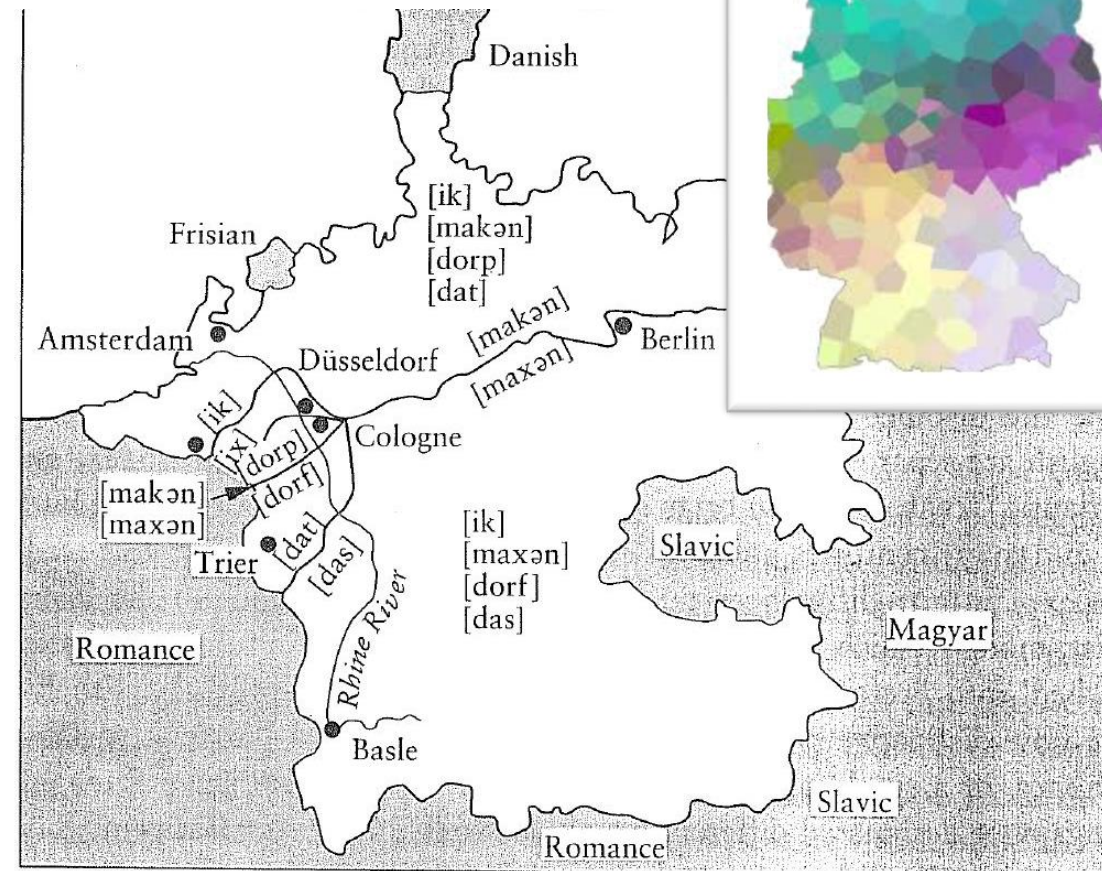 Danish
[ik]
[makən]
[dorp]
[dat]
Frisian
Amsterdam
[makən]
[maxən]
Berlin
Düsseldorf
Cologne
[ik]
[ix]
[dorp]
[dorf]
[makən]
[maxən]
Trier
[dat]
[das]
[ik]
[maxən]
[dorf]
[das]
Slavic
Romance
Rhine River
Magyar
Basle
Slavic
Romance